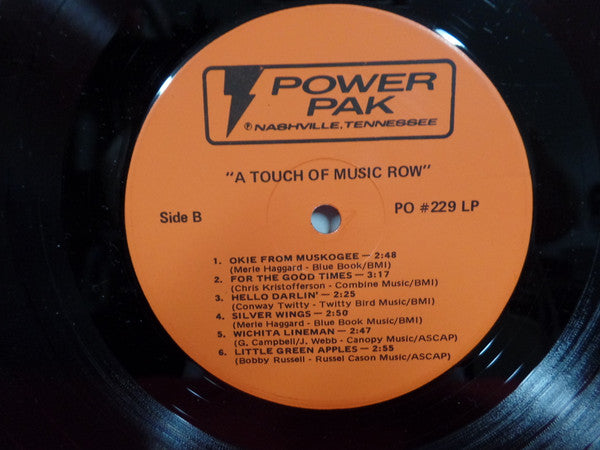 POWER
PAK
℗ NASHVILLE, TENNESSEE
"A TOUCH OF MUSIC ROW"
Side B
PO #229 LP
1. OKIE FROM MUSKOGEE — 2:48
(Merle Haggard - Blue Book/BMI)
2. FOR THE GOOD TIMES — 3:17
(Chris Kristofferson - Combine Music/BMI)
3. HELLO DARLIN' — 2:25
(Conway Twitty - Twitty Bird Music/BMI)
4. SILVER WINGS — 2:50
(Merle Haggard - Blue Book Music/BMI)
5. WICHITA LINEMAN — 2:47
(G. Campbell/J. Webb - Canopy Music/ASCAP)
6. LITTLE GREEN APPLES — 2:55
(Bobby Russell - Russel Cason Music/ASCAP)